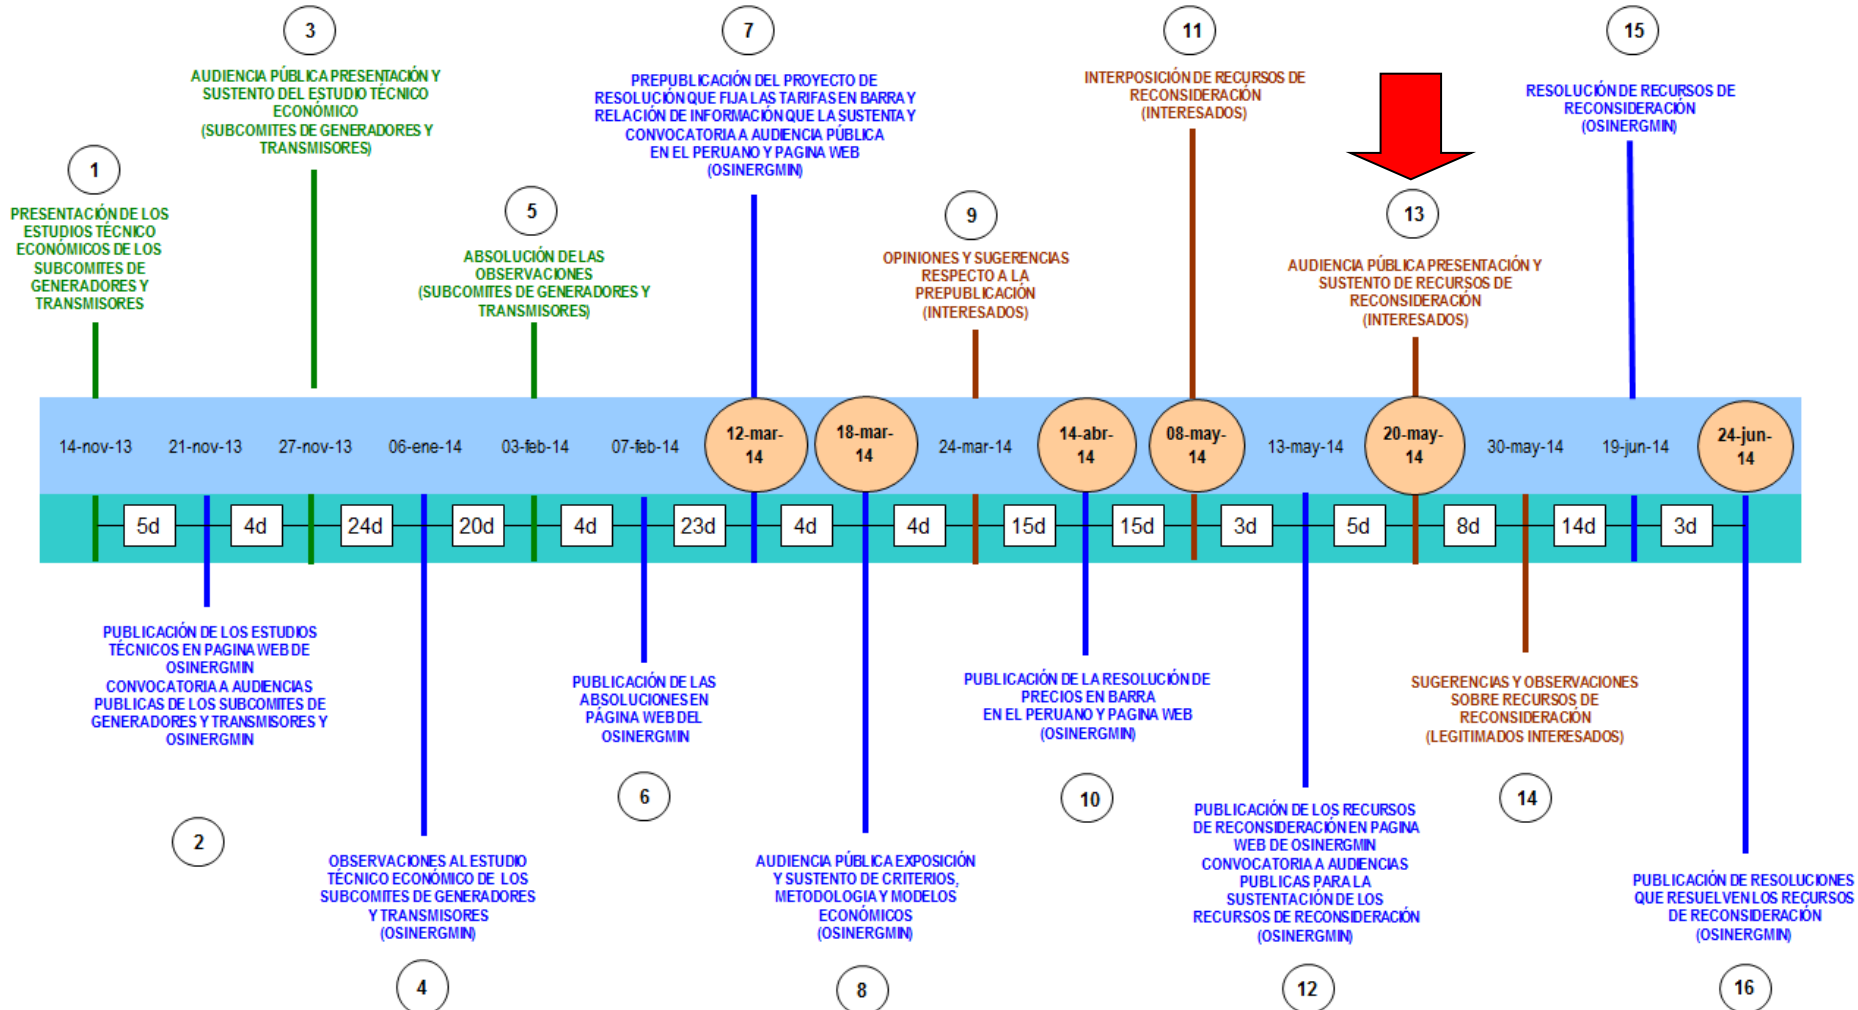 3
7
11
15
AUDIENCIA PÚBLICA PRESENTACIÓN Y
SUSTENTO DEL ESTUDIO TÉCNICO
ECONÓMICO
(SUBCOMITES DE GENERADORES Y
TRANSMISORES)
PREPUBLICACIÓN DEL PROYECTO DE
RESOLUCIÓN QUE FIJA LAS TARIFAS EN BARRA Y
RELACIÓN DE INFORMACIÓN QUE LA SUSTENTA Y
CONVOCATORIA A AUDIENCIA PÚBLICA
EN EL PERUANO Y PAGINA WEB
(OSINERGMIN)
INTERPOSICIÓN DE RECURSOS DE
RECONSIDERACIÓN
(INTERESADOS)
RESOLUCIÓN DE RECURSOS DE
RECONSIDERACIÓN
(OSINERGMIN)
1
PRESENTACIÓN DE LOS
ESTUDIOS TÉCNICO
ECONÓMICOS DE LOS
SUBCOMITES DE
GENERADORES Y
TRANSMISORES
5
ABSOLUCIÓN DE LAS
OBSERVACIONES
(SUBCOMITES DE GENERADORES Y
TRANSMISORES)
9
OPINIONES Y SUGERENCIAS
RESPECTO A LA
PREPUBLICACIÓN
(INTERESADOS)
13
AUDIENCIA PÚBLICA PRESENTACIÓN Y
SUSTENTO DE RECURSOS DE
RECONSIDERACIÓN
(INTERESADOS)
14-nov-13
21-nov-13
27-nov-13
06-ene-14
03-feb-14
07-feb-14
12-mar-
14
18-mar-
14
24-mar-14
14-abr-
14
08-may-
14
13-may-14
20-may-
14
30-may-14
19-jun-14
24-jun-
14
5d
4d
24d
20d
4d
23d
4d
4d
15d
15d
3d
5d
8d
14d
3d
PUBLICACIÓN DE LOS ESTUDIOS
TÉCNICOS EN PAGINA WEB DE
OSINERGMIN
CONVOCATORIA A AUDIENCIAS
PUBLICAS DE LOS SUBCOMITES DE
GENERADORES Y TRANSMISORES Y
OSINERGMIN
2
OBSERVACIONES AL ESTUDIO
TÉCNICO ECONÓMICO DE LOS
SUBCOMITES DE GENERADORES
Y TRANSMISORES
(OSINERGMIN)
4
PUBLICACIÓN DE LAS
ABSOLUCIONES EN
PÁGINA WEB DEL
OSINERGMIN
6
AUDIENCIA PÚBLICA EXPOSICIÓN
Y SUSTENTO DE CRITERIOS,
METODOLOGIA Y MODELOS
ECONÓMICOS
(OSINERGMIN)
8
PUBLICACIÓN DE LA RESOLUCIÓN DE
PRECIOS EN BARRA
EN EL PERUANO Y PAGINA WEB
(OSINERGMIN)
10
PUBLICACIÓN DE LOS RECURSOS
DE RECONSIDERACIÓN EN PAGINA
WEB DE OSINERGMIN
CONVOCATORIA A AUDIENCIAS
PUBLICAS PARA LA
SUSTENTACIÓN DE LOS
RECURSOS DE RECONSIDERACIÓN
(OSINERGMIN)
12
SUGERENCIAS Y OBSERVACIONES
SOBRE RECURSOS DE
RECONSIDERACIÓN
(LEGITIMADOS INTERESADOS)
14
PUBLICACIÓN DE RESOLUCIONES
QUE RESUELVEN LOS RECURSOS
DE RECONSIDERACIÓN
(OSINERGMIN)
16